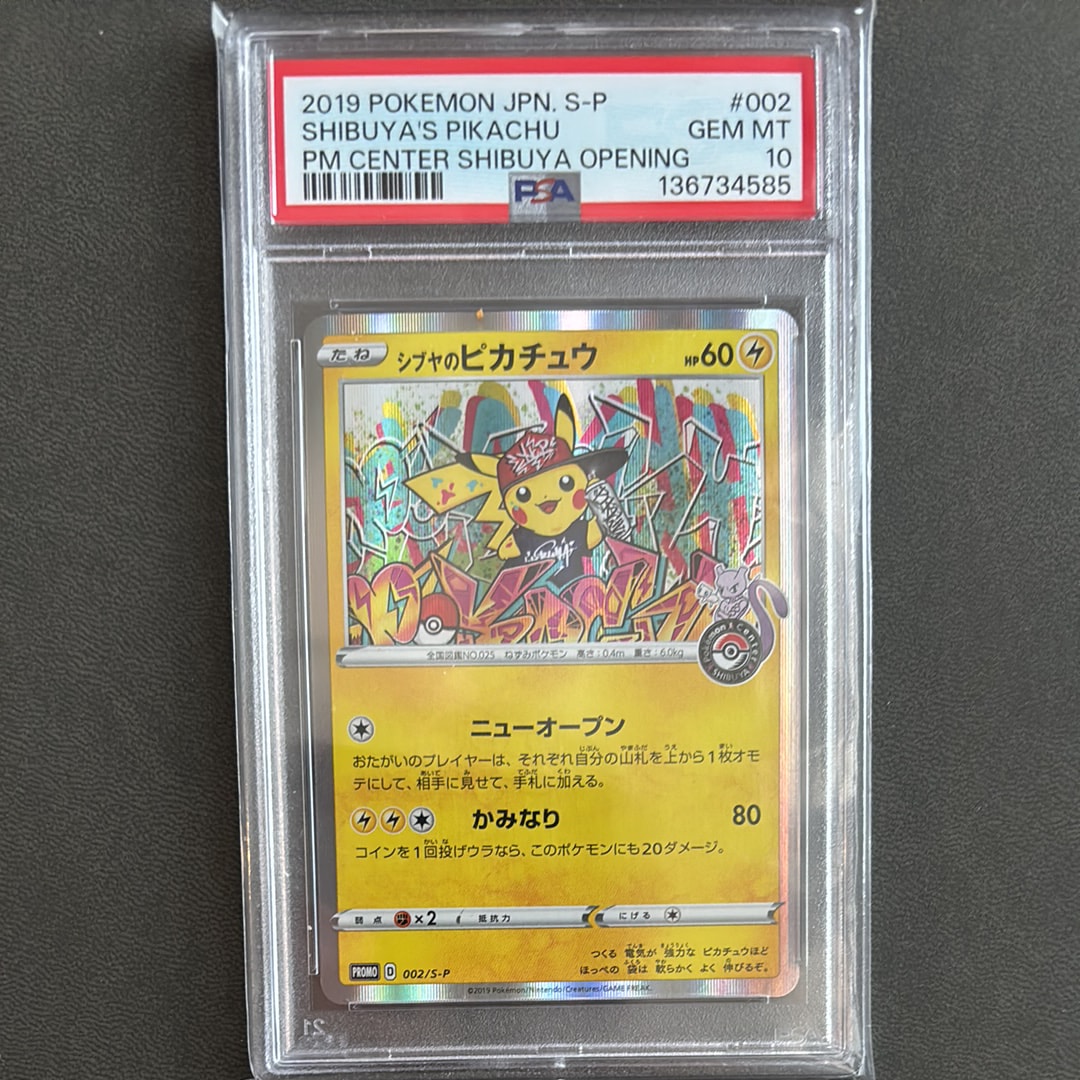 2019 POKEMON JPN. S-P #002
SHIBUYA'S PIKACHU GEM MT
PM CENTER SHIBUYA OPENING 10
PSA 136734585
たね シブヤのピカチュウ HP60
Pokémon Center
SHIBUYA
全国図鑑NO.025 ねずみポケモン 高さ:0.4m 重さ:6.0kg
ニューオープン
おたがいのプレイヤーは、それぞれ自分の山札を上から1枚オモ
テにして、相手に見せて、手札に加える。
かみなり 80
コインを1回投げウラなら、このポケモンにも20ダメージ。
弱点 ×2 抵抗力 にげる
つくる 電気が 強力な ピカチュウほど
ほっぺの 袋は 軟らかく よく 伸びるぞ。
PROMO D 002/S-P
©2019 Pokémon/Nintendo/Creatures/GAME FREAK.